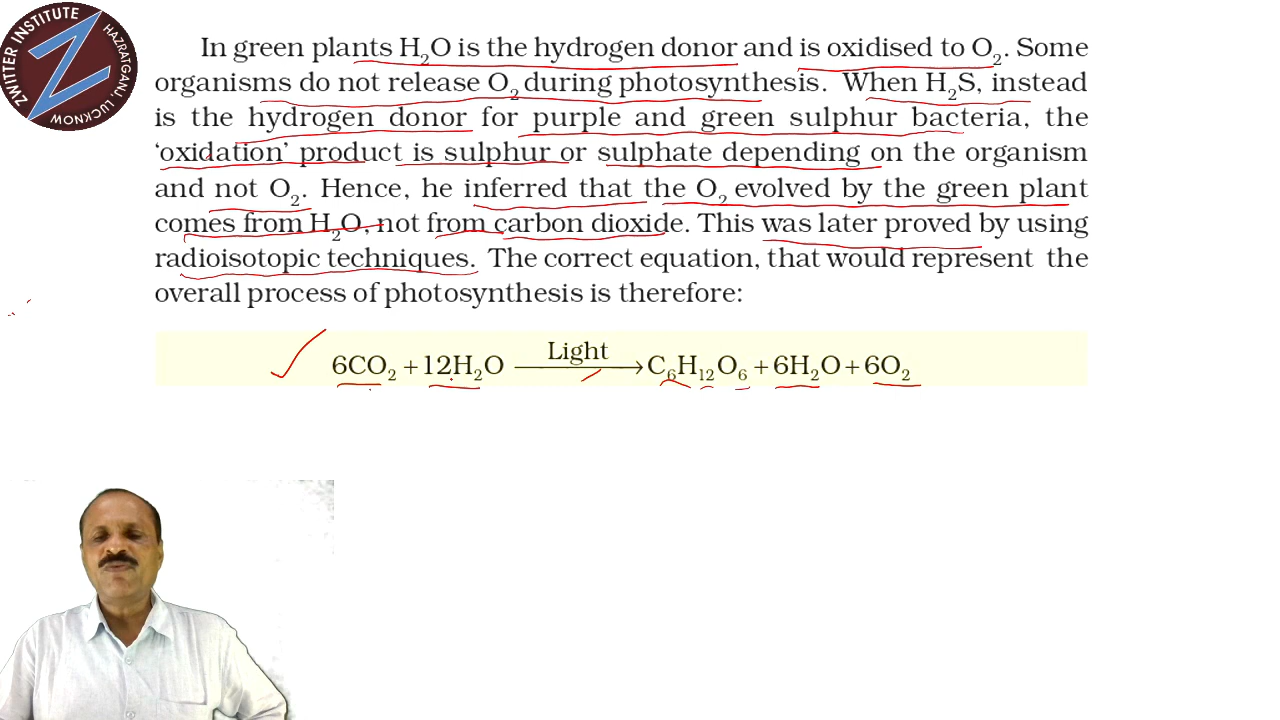 ZWITTER INSTITUTE
HAZRATGANJ, LUCKNOW
In green plants H₂O is the hydrogen donor and is oxidised to O₂. Some
organisms do not release O₂ during photosynthesis. When H₂S, instead
is the hydrogen donor for purple and green sulphur bacteria, the
‘oxidation’ product is sulphur or sulphate depending on the organism
and not O₂. Hence, he inferred that the O₂ evolved by the green plant
comes from H₂O, not from carbon dioxide. This was later proved by using
radioisotopic techniques. The correct equation, that would represent the
overall process of photosynthesis is therefore:
Light
6CO₂ + 12H₂O ⟶ C₆H₁₂O₆ + 6H₂O + 6O₂